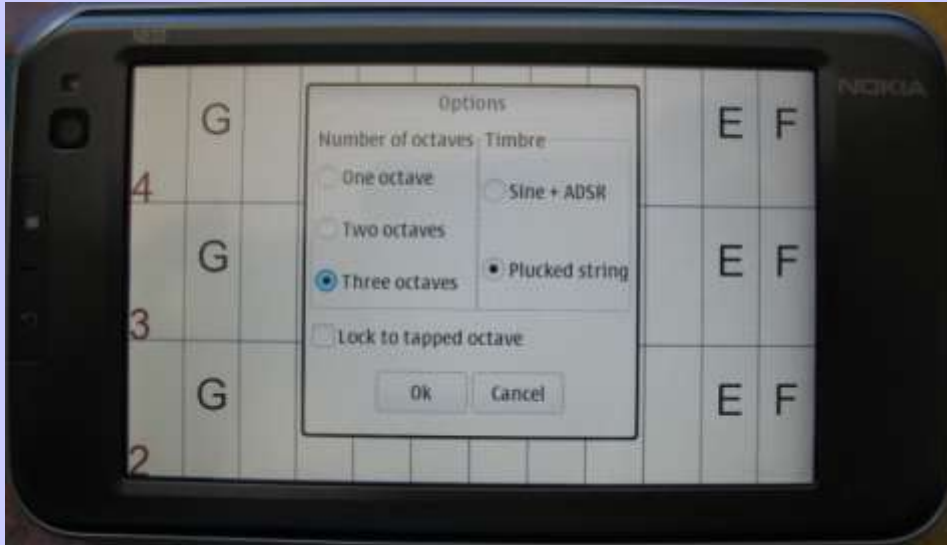 NOKIA
Options
Number of octaves
Timbre
One octave
Two octaves
Three octaves
Sine + ADSR
Plucked string
Lock to tapped octave
Ok
Cancel
G
E F
4
G
E F
3
G
E F
2